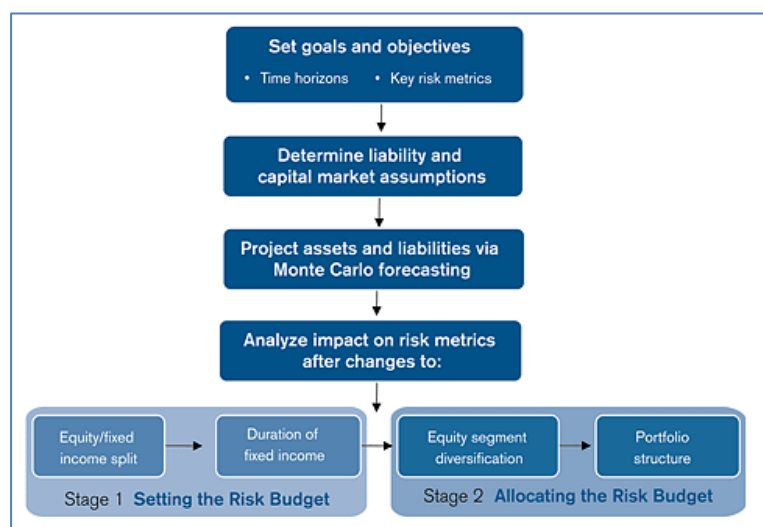 Set goals and objectives
• Time horizons • Key risk metrics
Determine liability and
capital market assumptions
Project assets and liabilities via
Monte Carlo forecasting
Analyze impact on risk metrics
after changes to:
Equity/fixed
income split
Duration of
fixed income
Equity segment
diversification
Portfolio
structure
Stage 1 Setting the Risk Budget
Stage 2 Allocating the Risk Budget